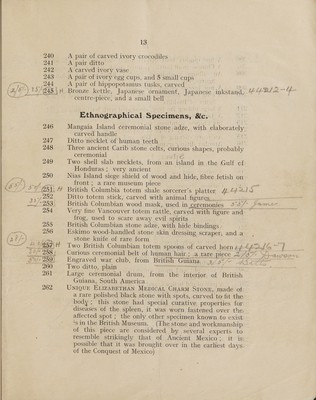 13
240 A pair of carved ivory crocodiles
241 A pair ditto
242 A carved ivory vase
243 A pair of ivory egg cups, and 8 small cups
244 A pair of hippopotamus tusks, carved
245 Bronze kettle, Japanese ornament, Japanese inkstand,
centre-piece, and a small bell
Ethnographical Specimens, &c.
246 Mangaia Island ceremonial stone adze, with elaborately
carved handle
247 Ditto necklet of human teeth
248 Three ancient Carib stone celts, curious shapes, probably
ceremonial
249 Two shell slab necklets, from an island in the Gulf of
Honduras; very ancient
250 Niss Island siege shield of wood and hide, fibre fetish on
front; a rare museum piece
251 British Columbia totem shale sorcerer's platter
252 Ditto totem stick, carved with animal figures
253 British Columbian wood mask, used in ceremonies
254 Very fine Vancouver totem rattle, carved with figure and
frog, used to scare away evil spirits
255 British Columbian stone adze, with hide bindings
256 Eskimo wood-handled stone skin dressing scraper, and a
stone knife of rare form
257 Two British Columbian totem spoons of carved horn
258 Curious ceremonial belt of human hair; a rare piece
259 Engraved war club, from British Guiana
260 Two ditto, plain
261 Large ceremonial drum, from the interior of British
Guiana, South America
262 UNIQUE ELIZABETHAN MEDICAL CHARM STONE, made of
a rare polished black stone with spots, curved to fit the
body; this stone had special curative properties for
diseases of the spleen, it was worn fastened over the
affected spot; the only other specimen known to exist
is in the British Museum. (The stone and workmanship
of this piece are considered by several experts to
resemble strikingly that of Ancient Mexico; it is
possible that it was brought over in the earliest days
of the Conquest of Mexico)